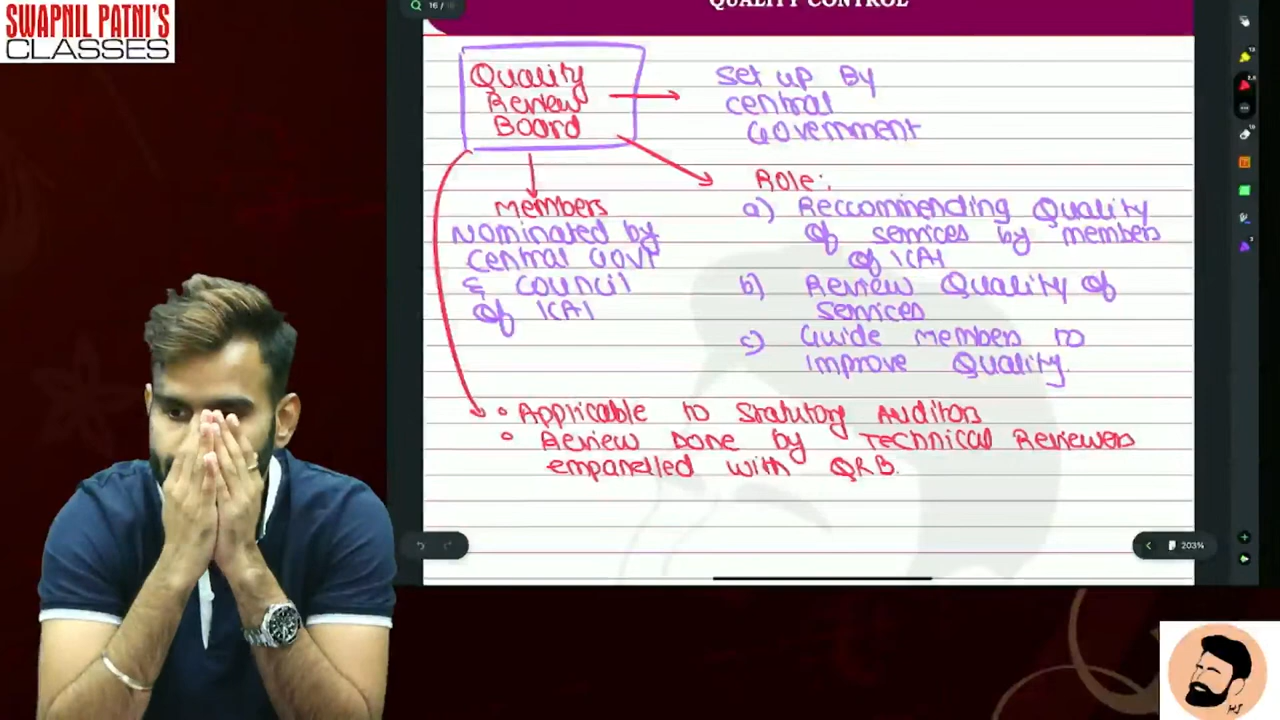 SWAPNIL PATNI'S
CLASSES
16/
QUALITY CONTROL
Quality
Review
Board
Set up By
Central
Government
Role:
Members
Nominated by
Central Govt
& Council
of ICAI
a) Reccommending Quality
of services by members
of ICAI
b) Review Quality of
services
c) Guide members to
improve Quality.
• Applicable to Statutory Auditors
• Review Done by Technical Reviewers
empanelled with QRB.
203%